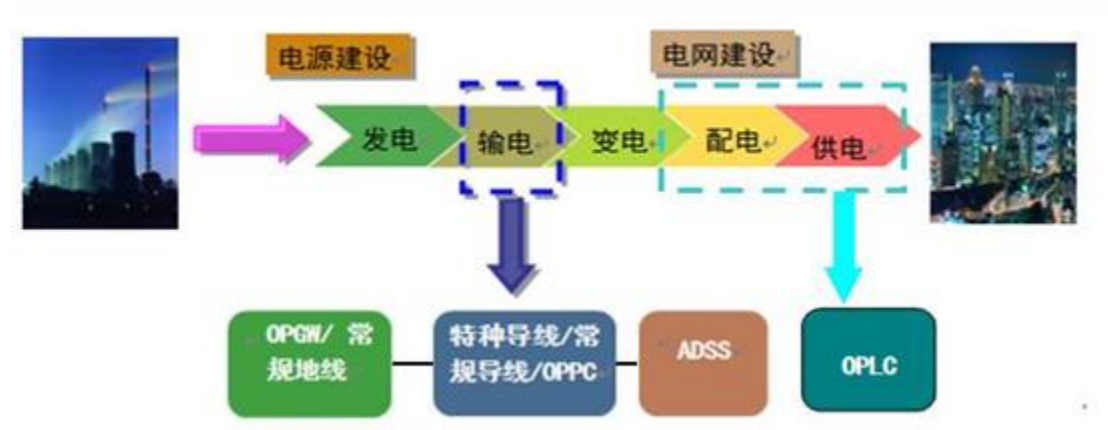 电源建设
电网建设
发电
输电
变电
配电
供电
OPGW/ 常
规地线
特种导线/常
规导线/OPPC
ADSS
OPLC